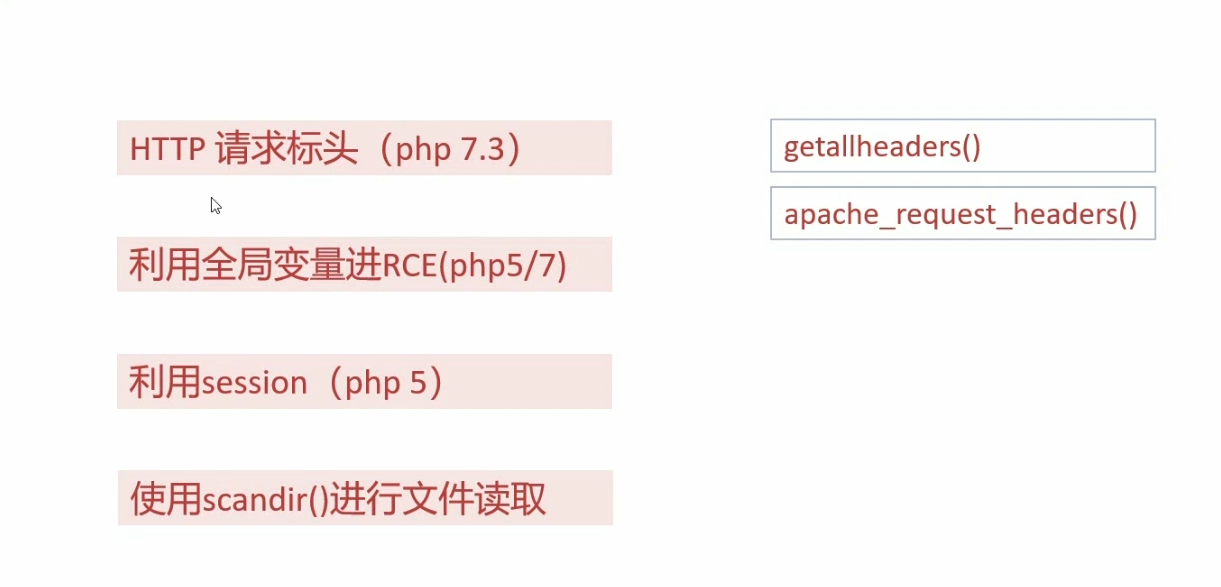 HTTP 请求标头（php 7.3）
利用全局变量进RCE(php5/7)
利用session（php 5）
使用scandir()进行文件读取
getallheaders()
apache_request_headers()